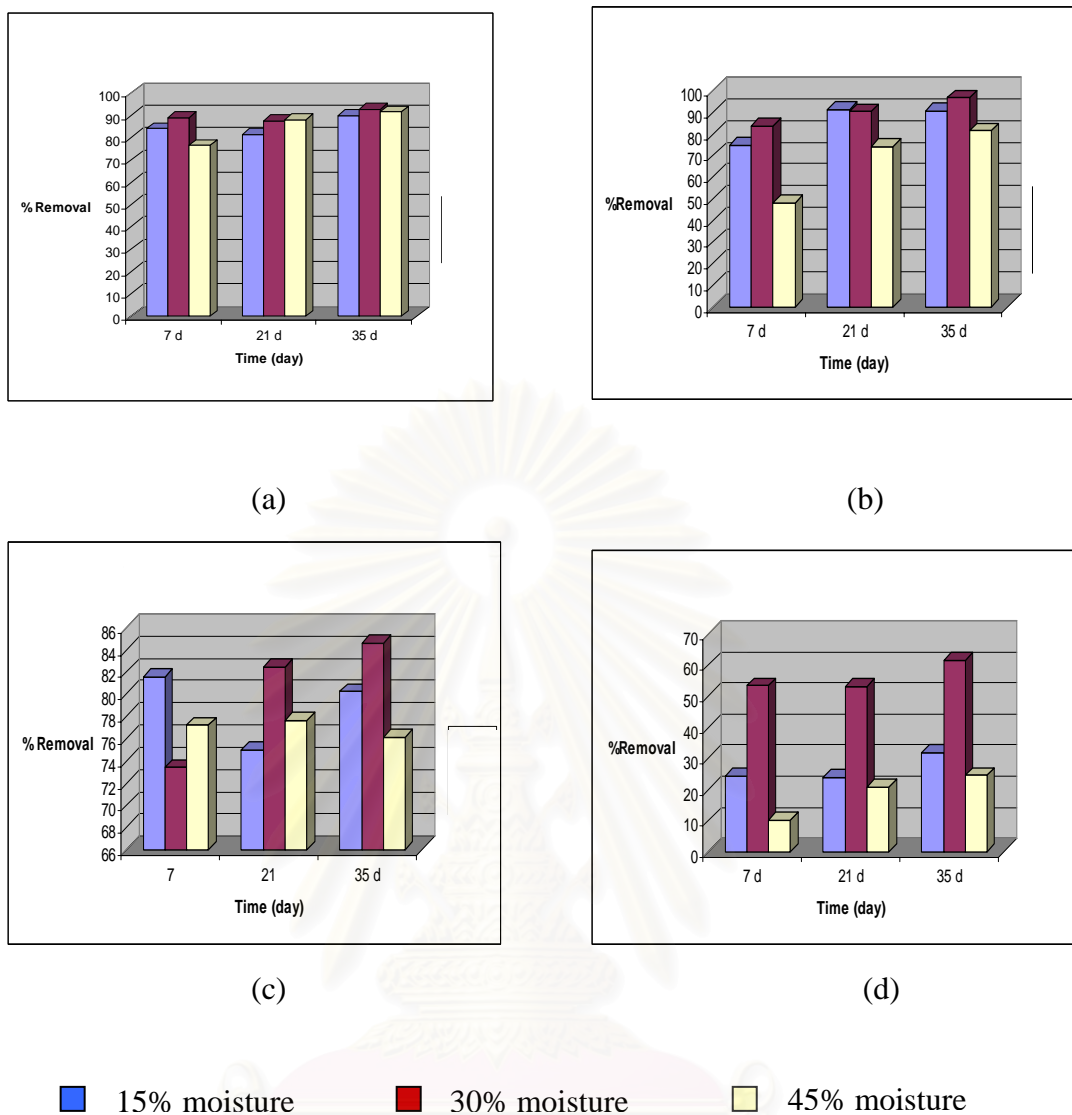 100
90
80
70
60
50
40
30
20
10
0
% Removal
7 d 21 d 35 d
Time (day)
(a)
100
90
80
70
60
50
40
30
20
10
0
%Removal
7 d 21 d 35 d
Time (day)
(b)
86
84
82
80
78
76
74
72
70
68
66
% Removal
7 21 35 d
Time (day)
(c)
70
60
50
40
30
20
10
0
%Removal
7 d 21 d 35 d
Time (day)
(d)
15% moisture 30% moisture 45% moisture